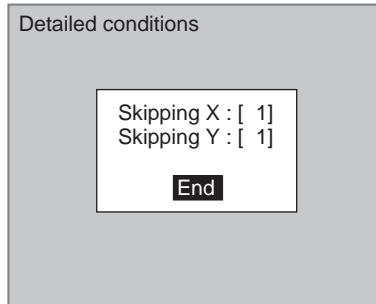 Detailed conditions
Skipping X : [  1]
Skipping Y : [  1]
End